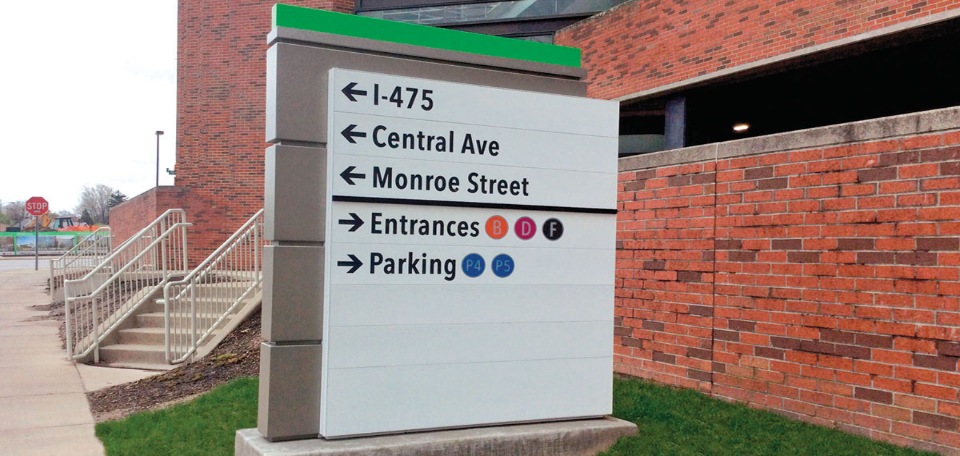 ← I-475
← Central Ave
← Monroe Street
→ Entrances B D F
→ Parking P4 P5
STOP